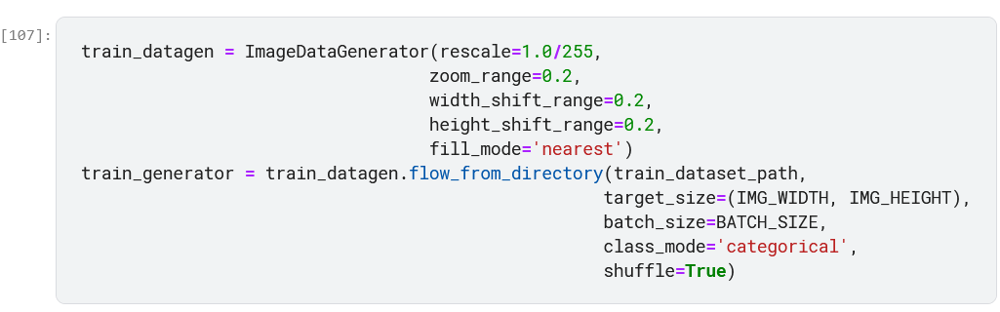 [107]:
train_datagen = ImageDataGenerator(rescale=1.0/255,
zoom_range=0.2,
width_shift_range=0.2,
height_shift_range=0.2,
fill_mode='nearest')
train_generator = train_datagen.flow_from_directory(train_dataset_path,
target_size=(IMG_WIDTH, IMG_HEIGHT),
batch_size=BATCH_SIZE,
class_mode='categorical',
shuffle=True)